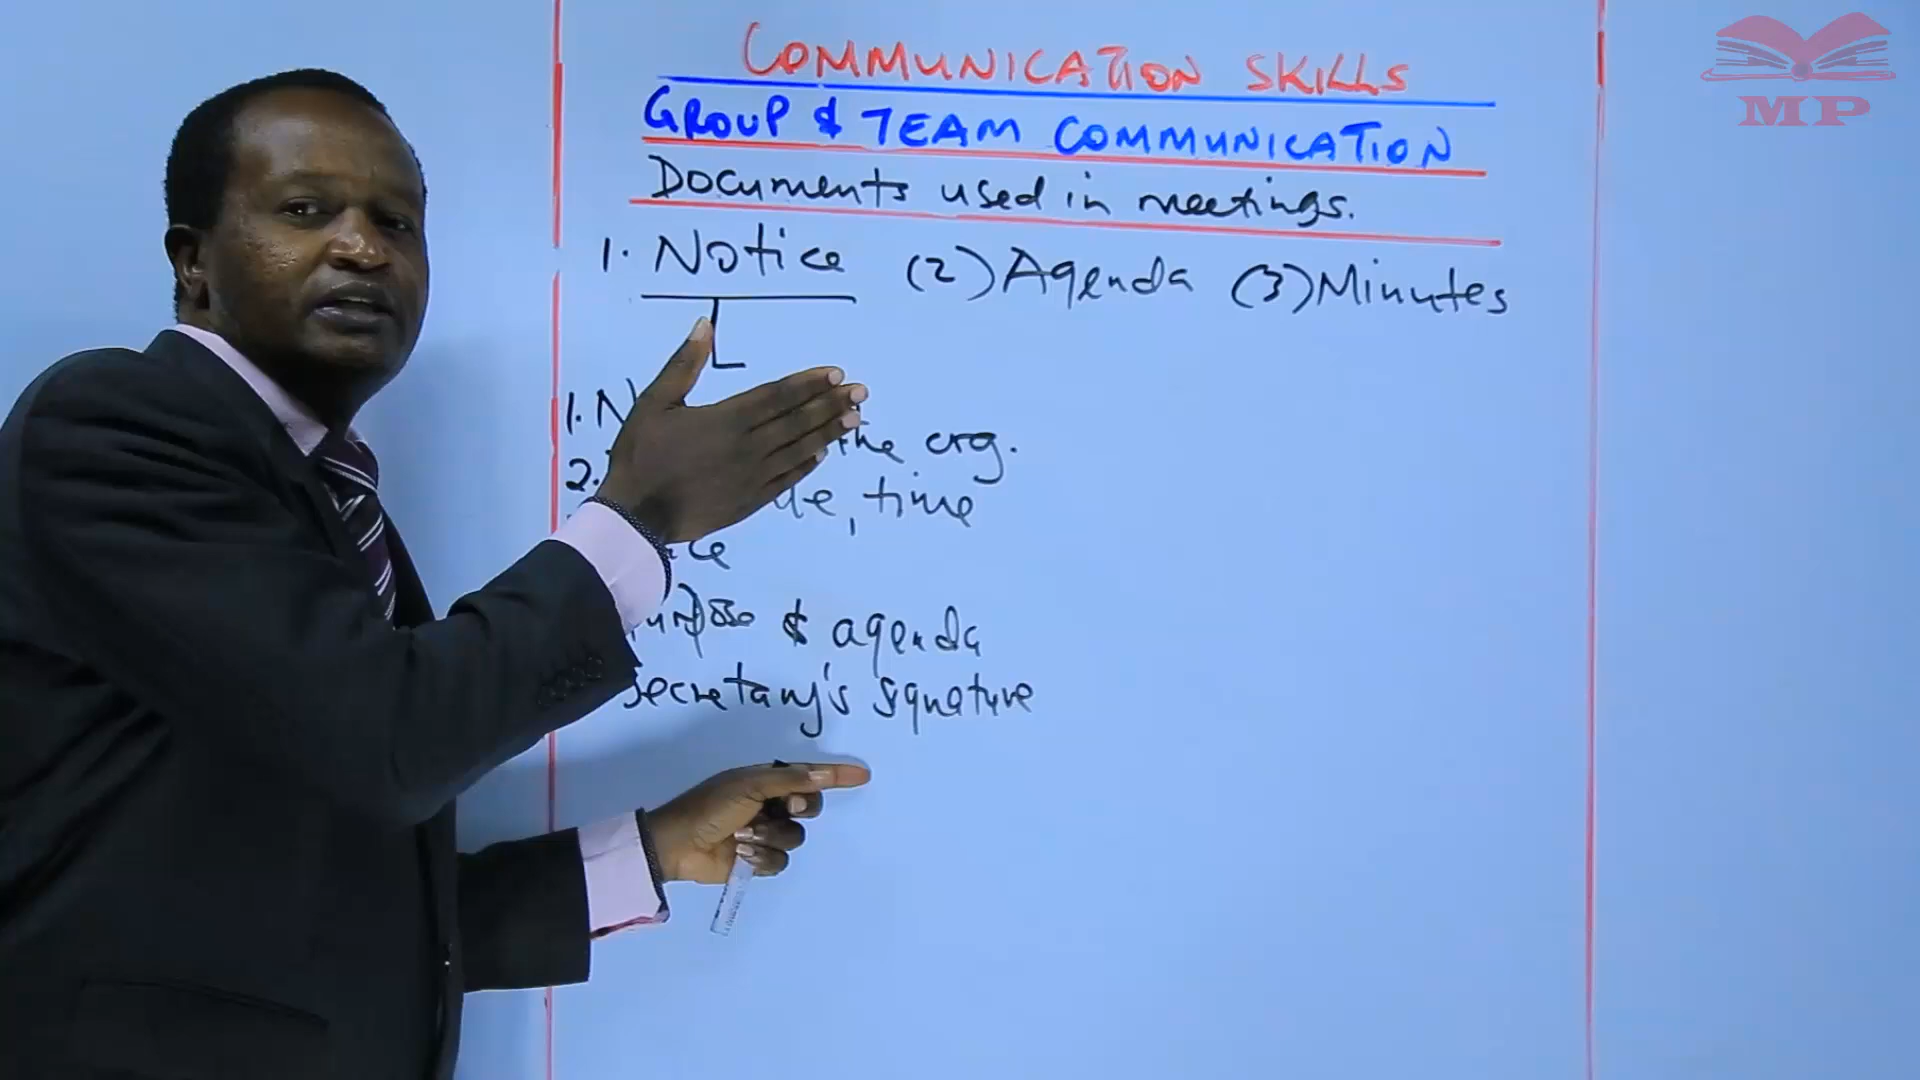 COMMUNICATION SKILLS
MP
GROUP & TEAM COMMUNICATION
Documents used in meetings.
1. Notice (2) Agenda (3) Minutes
1.
the org.
2.
, time
& agenda
Secretary's signature